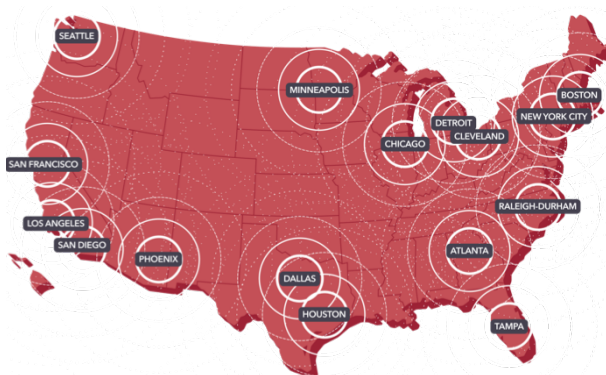 SEATTLE
MINNEAPOLIS
BOSTON
NEW YORK CITY
DETROIT
CLEVELAND
CHICAGO
SAN FRANCISCO
RALEIGH-DURHAM
LOS ANGELES
SAN DIEGO
PHOENIX
ATLANTA
DALLAS
HOUSTON
TAMPA